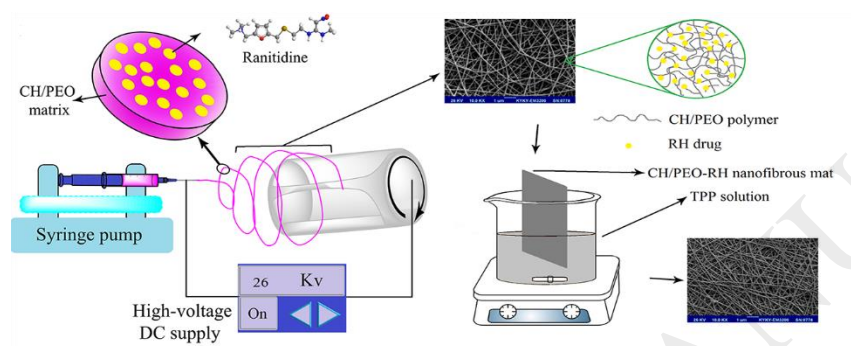 Ranitidine
CH/PEO
matrix
Syringe pump
26 Kv
On
High-voltage
DC supply
CH/PEO polymer
RH drug
CH/PEO-RH nanofibrous mat
TPP solution